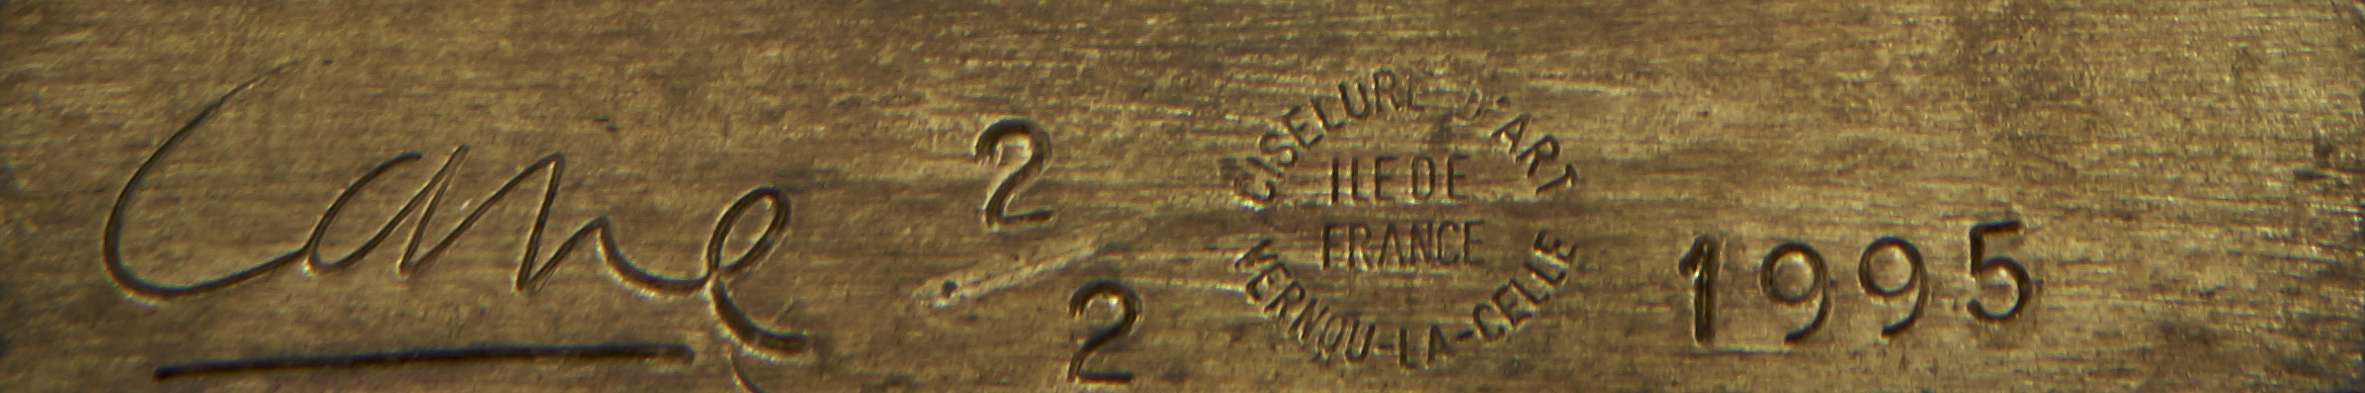 Cane
2
2
CISELURE D'ART
ILE DE
FRANCE
VERNOU-LA-CELLE
1995